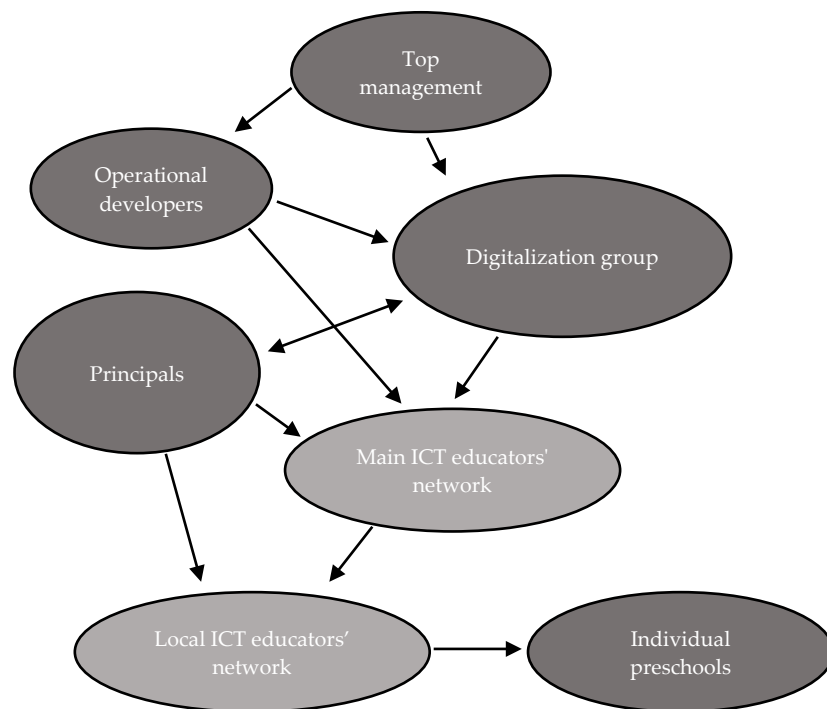 Top
management
Operational
developers
Digitalization group
Principals
Main ICT educators'
network
Local ICT educators’
network
Individual
preschools